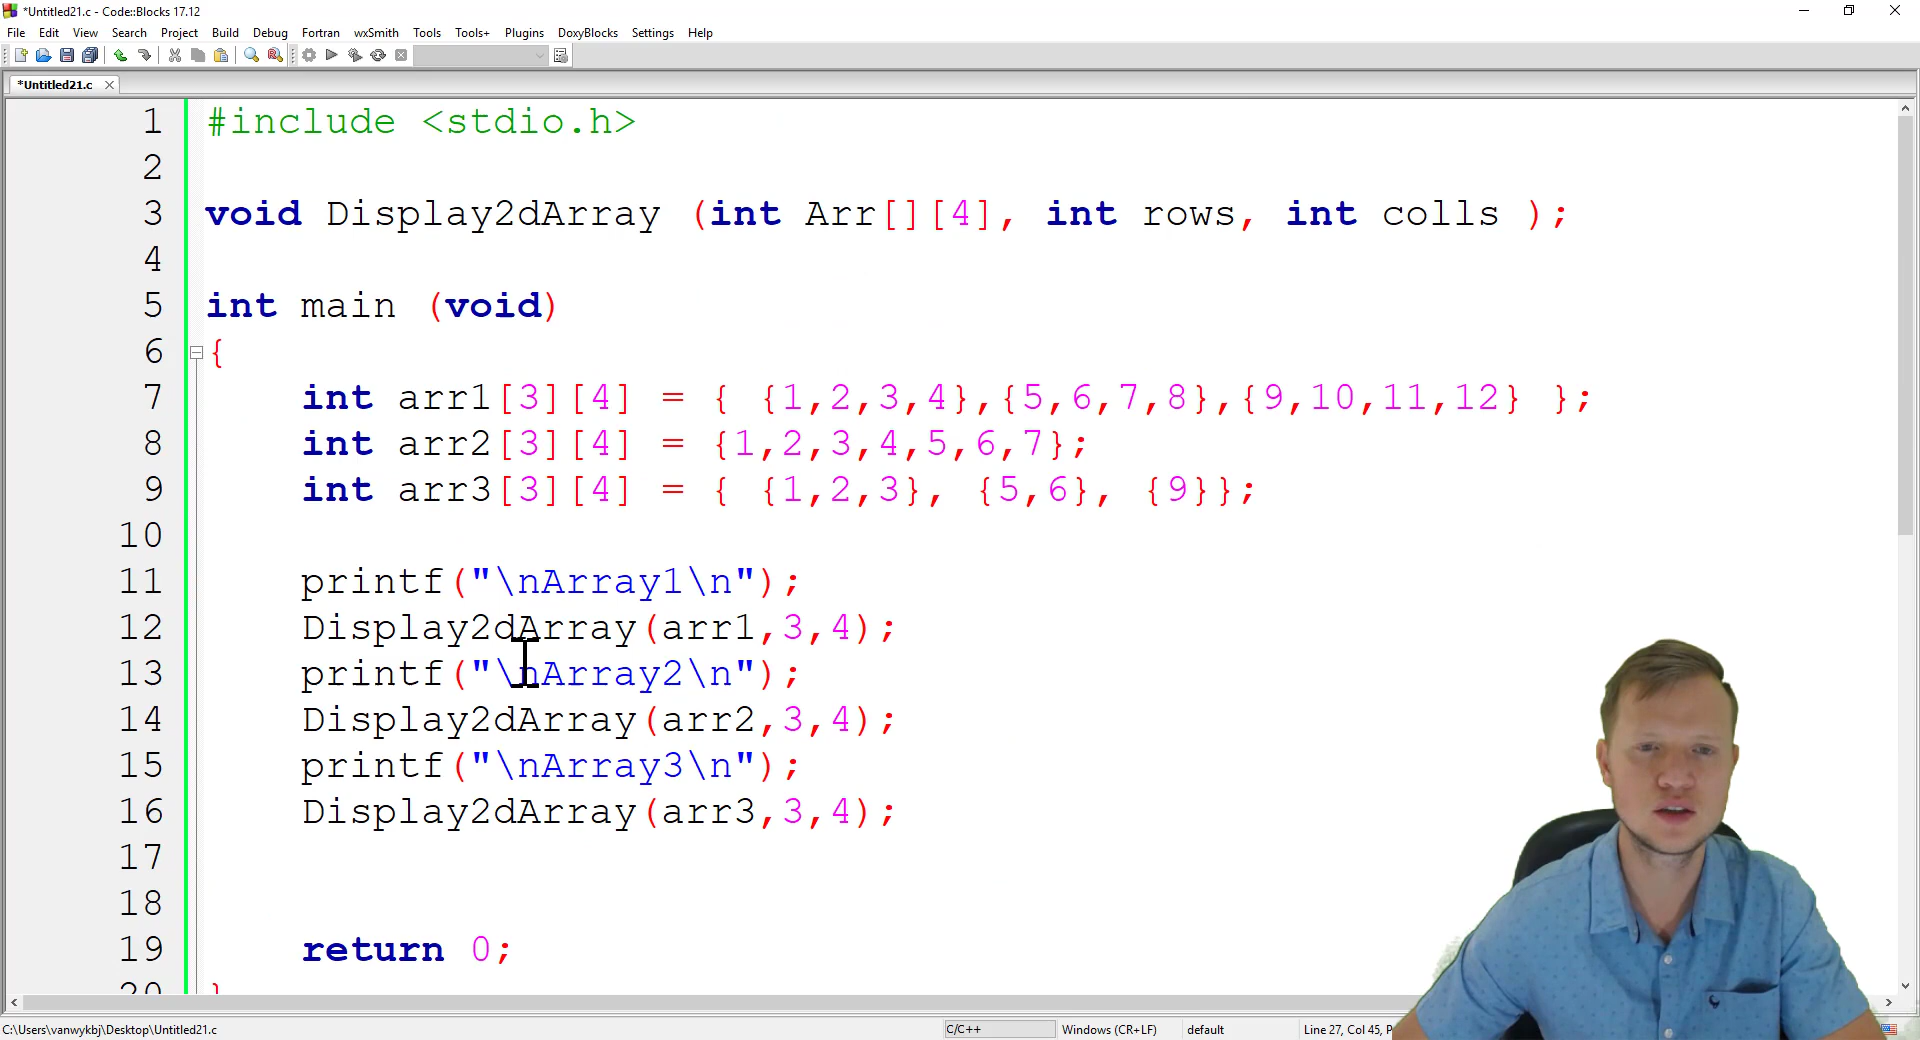 *Untitled21.c - Code::Blocks 17.12
File Edit View Search Project Build Debug Fortran wxSmith Tools Tools+ Plugins DoxyBlocks Settings Help
*Untitled21.c
1 #include <stdio.h>
2
3 void Display2dArray (int Arr[][4], int rows, int colls );
4
5 int main (void)
6 {
7 int arr1[3][4] = { {1,2,3,4},{5,6,7,8},{9,10,11,12} };
8 int arr2[3][4] = {1,2,3,4,5,6,7};
9 int arr3[3][4] = { {1,2,3}, {5,6}, {9}};
10
11 printf("\nArray1\n");
12 Display2dArray(arr1,3,4);
13 printf("\nArray2\n");
14 Display2dArray(arr2,3,4);
15 printf("\nArray3\n");
16 Display2dArray(arr3,3,4);
17
18
19 return 0;
20 }
C:\Users\vanwykbj\Desktop\Untitled21.c C/C++ Windows (CR+LF) default Line 27, Col 45, P